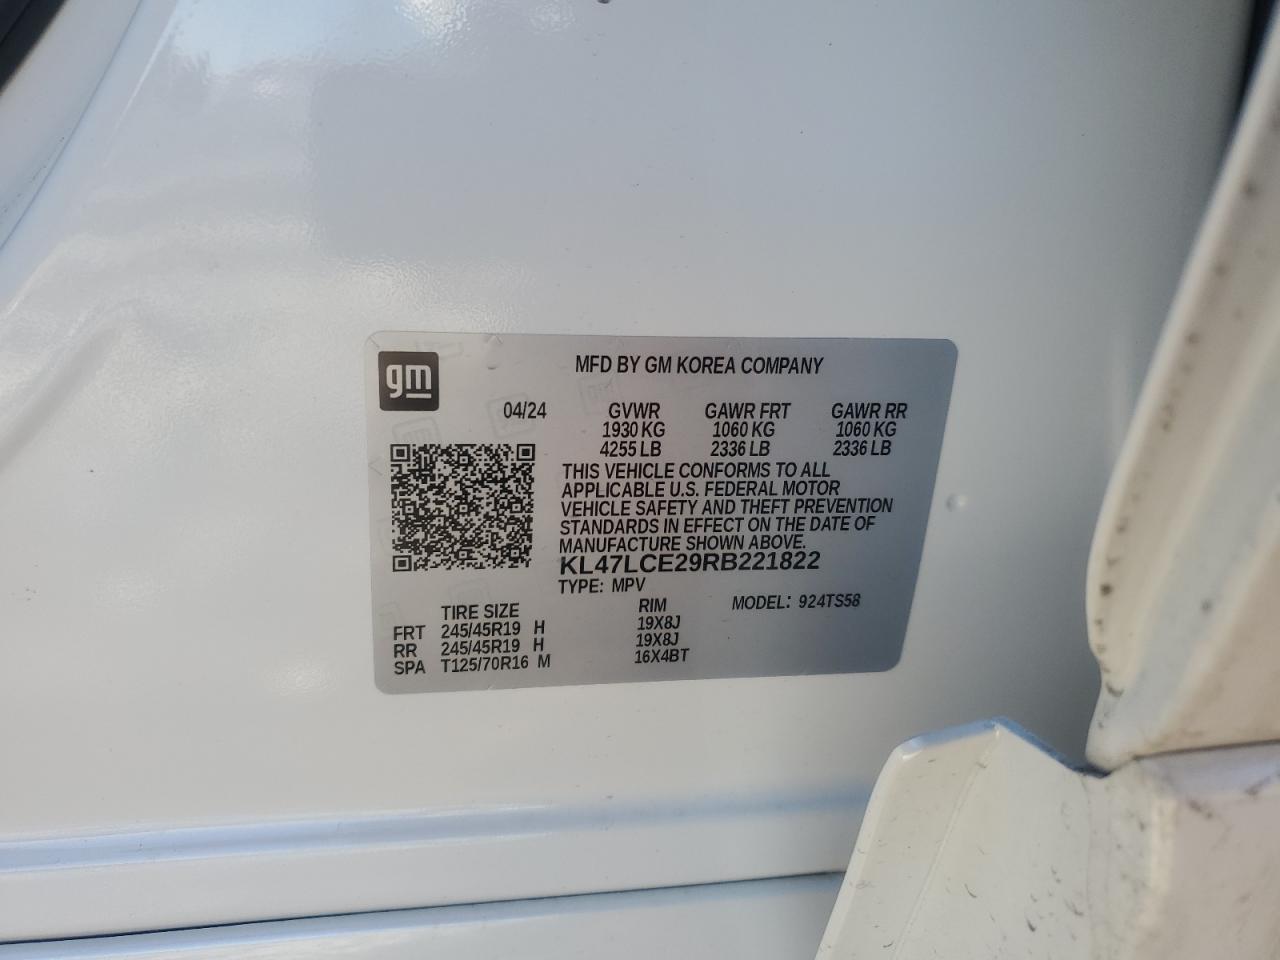 gm
MFD BY GM KOREA COMPANY
04/24 GVWR GAWR FRT GAWR RR
1930 KG 1060 KG 1060 KG
4255 LB 2336 LB 2336 LB
THIS VEHICLE CONFORMS TO ALL
APPLICABLE U.S. FEDERAL MOTOR
VEHICLE SAFETY AND THEFT PREVENTION
STANDARDS IN EFFECT ON THE DATE OF
MANUFACTURE SHOWN ABOVE.
KL47LCE29RB221822
TYPE: MPV
TIRE SIZE RIM MODEL: 924TS58
FRT 245/45R19 H 19X8J
RR 245/45R19 H 19X8J
SPA T125/70R16 M 16X4BT